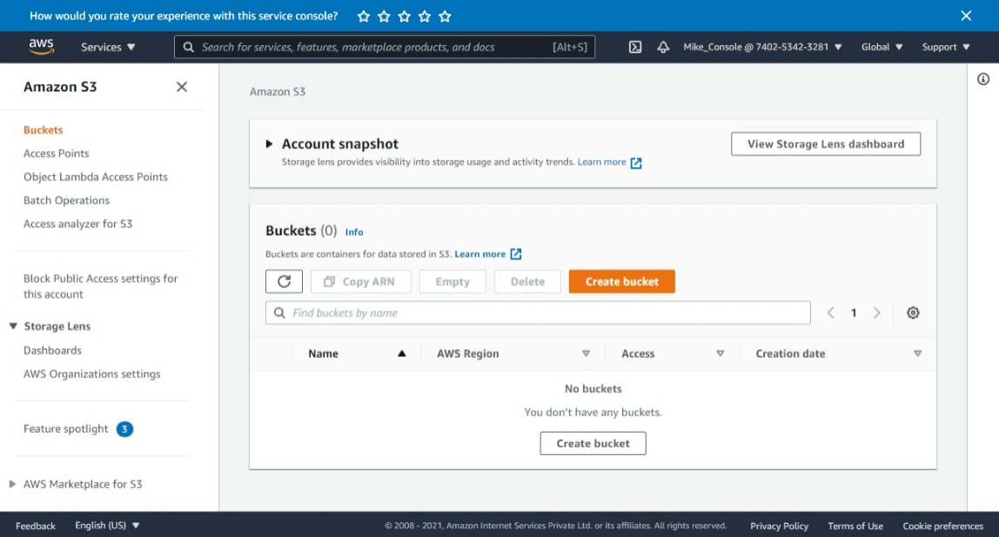 How would you rate your experience with this service console?
aws Services Search for services, features, marketplace products, and docs [Alt+S] Mike_Console @ 7402-5342-3281 Global Support
Amazon S3
Buckets
Access Points
Object Lambda Access Points
Batch Operations
Access analyzer for S3
Block Public Access settings for
this account
Storage Lens
Dashboards
AWS Organizations settings
Feature spotlight 3
AWS Marketplace for S3
Amazon S3
Account snapshot
View Storage Lens dashboard
Storage lens provides visibility into storage usage and activity trends. Learn more
Buckets (0) Info
Buckets are containers for data stored in S3. Learn more
Copy ARN Empty Delete Create bucket
Find buckets by name 1
Name AWS Region Access Creation date
No buckets
You don't have any buckets.
Create bucket
Feedback English (US) © 2008 - 2021, Amazon Internet Services Private Ltd. or its affiliates. All rights reserved. Privacy Policy Terms of Use Cookie preferences